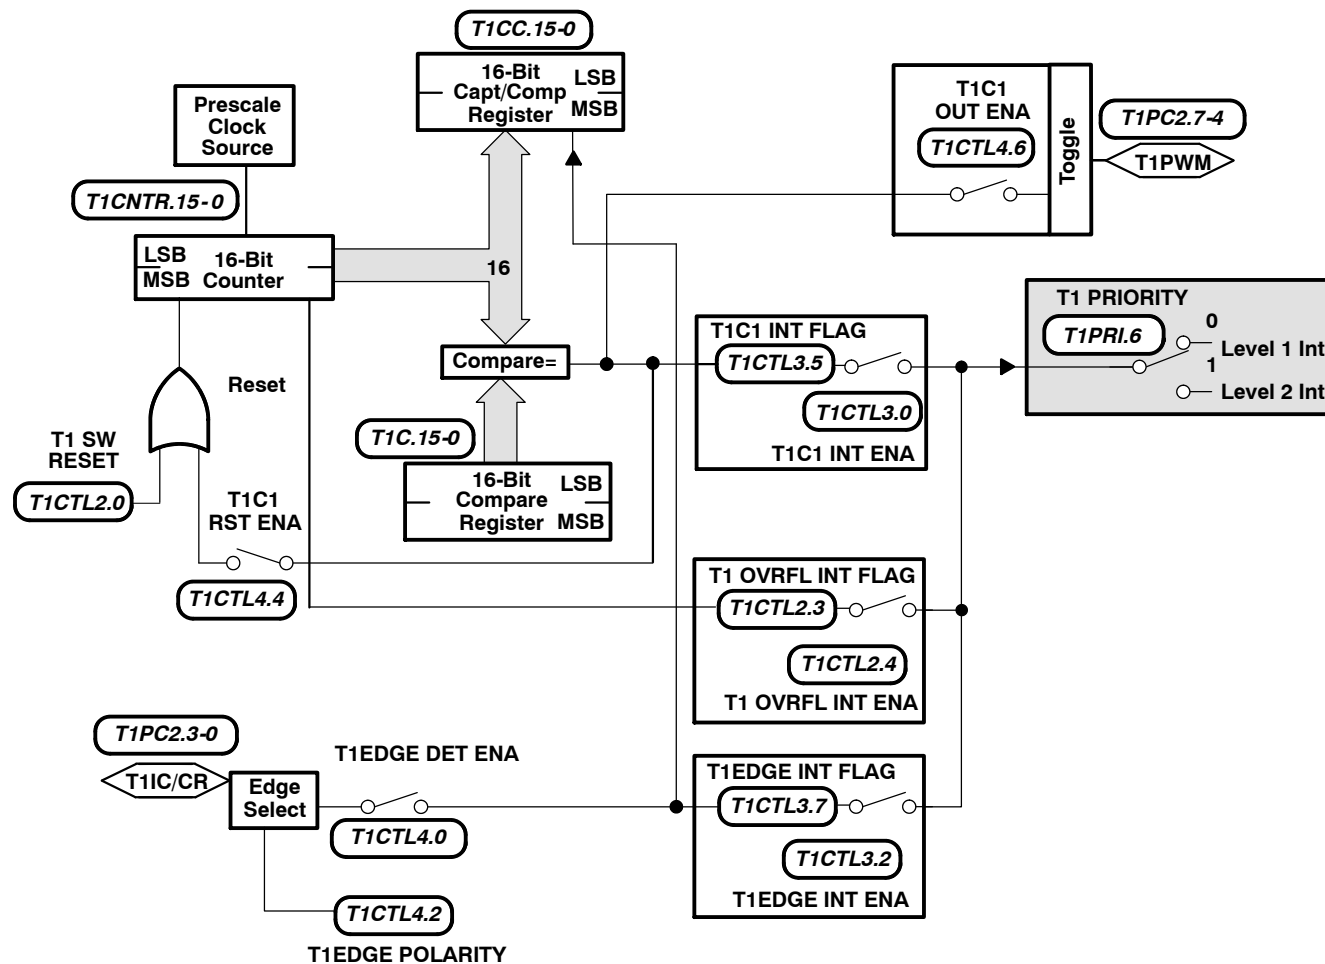 T1CC.15-0
16-Bit
Capt/Comp
Register
LSB
MSB
Prescale
Clock
Source
T1CNTR.15-0
LSB
MSB
16-Bit
Counter
16
T1C1
OUT ENA
T1CTL4.6
Toggle
T1PC2.7-4
T1PWM
T1 PRIORITY
T1PRI.6
0
Level 1 Int
1
Level 2 Int
Compare=
T1C1 INT FLAG
T1CTL3.5
T1CTL3.0
T1C1 INT ENA
Reset
T1 SW
RESET
T1CTL2.0
T1C.15-0
16-Bit
Compare
Register
LSB
MSB
T1C1
RST ENA
T1CTL4.4
T1 OVRFL INT FLAG
T1CTL2.3
T1CTL2.4
T1 OVRFL INT ENA
T1PC2.3-0
T1IC/CR
Edge
Select
T1EDGE DET ENA
T1CTL4.0
T1EDGE INT FLAG
T1CTL3.7
T1CTL3.2
T1EDGE INT ENA
T1CTL4.2
T1EDGE POLARITY